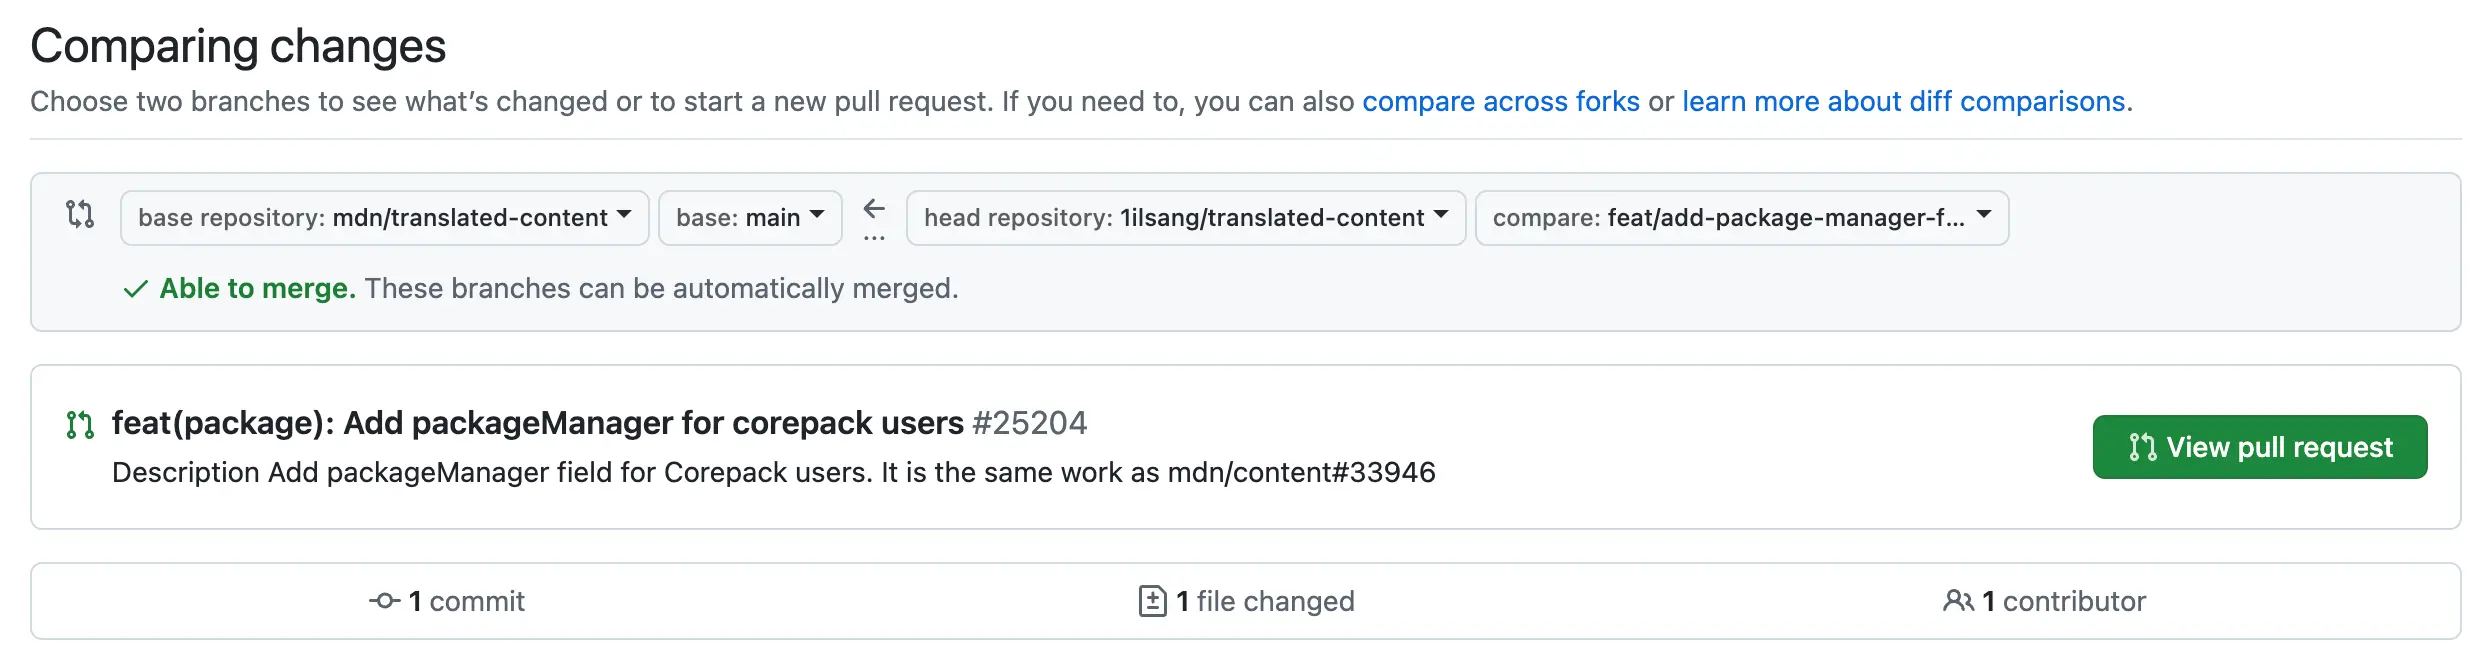 Comparing changes
Choose two branches to see what's changed or to start a new pull request. If you need to, you can also compare across forks or learn more about diff comparisons.
base repository: mdn/translated-content base: main ... head repository: 1ilsang/translated-content compare: feat/add-package-manager-f...
Able to merge. These branches can be automatically merged.
feat(package): Add packageManager for corepack users #25204
View pull request
Description Add packageManager field for Corepack users. It is the same work as mdn/content#33946
1 commit 1 file changed 1 contributor